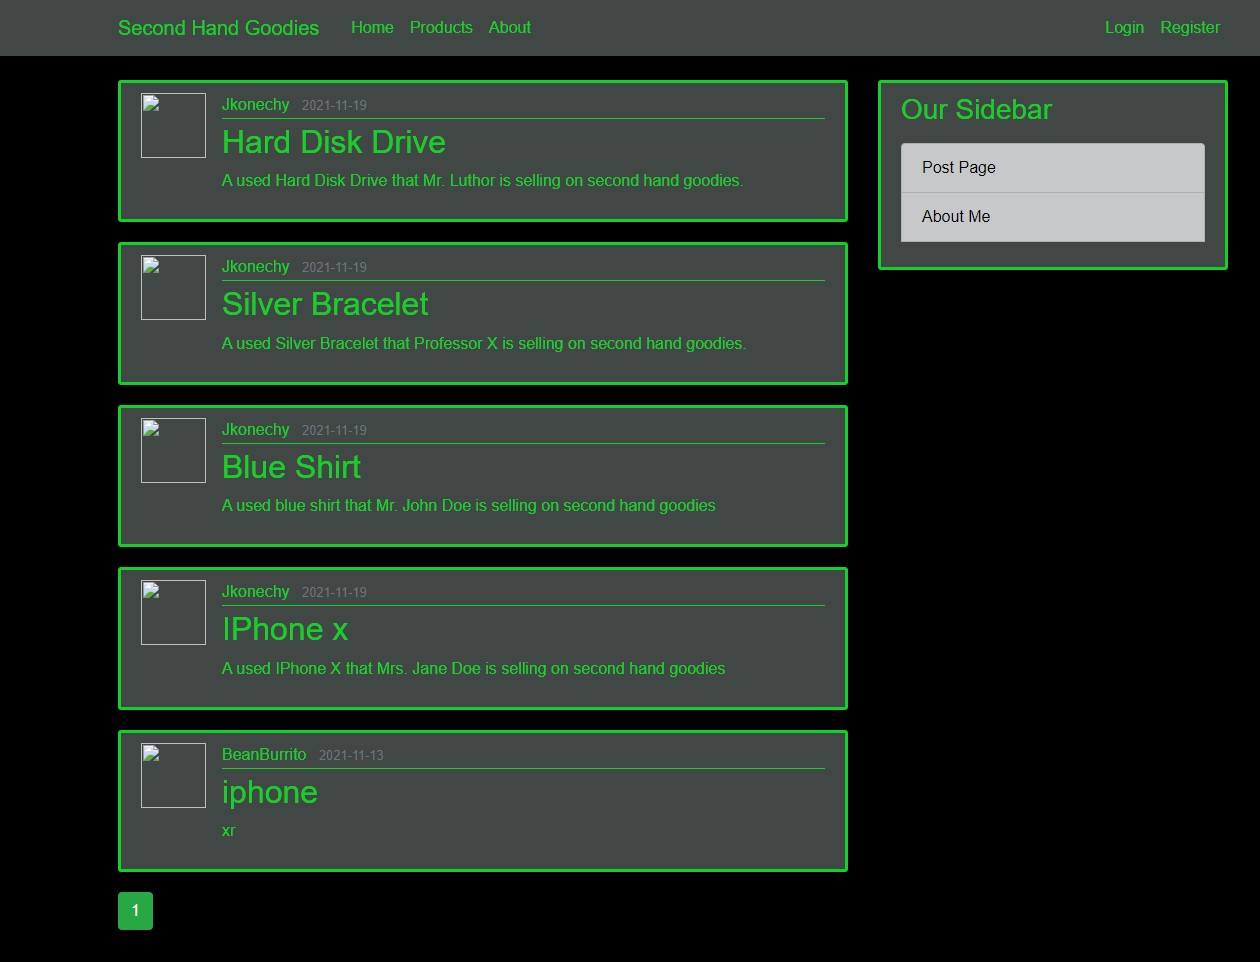 Second Hand Goodies Home Products About Login Register
Jkonechy 2021-11-19
Hard Disk Drive
A used Hard Disk Drive that Mr. Luthor is selling on second hand goodies.
Jkonechy 2021-11-19
Silver Bracelet
A used Silver Bracelet that Professor X is selling on second hand goodies.
Jkonechy 2021-11-19
Blue Shirt
A used blue shirt that Mr. John Doe is selling on second hand goodies
Jkonechy 2021-11-19
IPhone x
A used IPhone X that Mrs. Jane Doe is selling on second hand goodies
BeanBurrito 2021-11-13
iphone
xr
1
Our Sidebar
Post Page
About Me